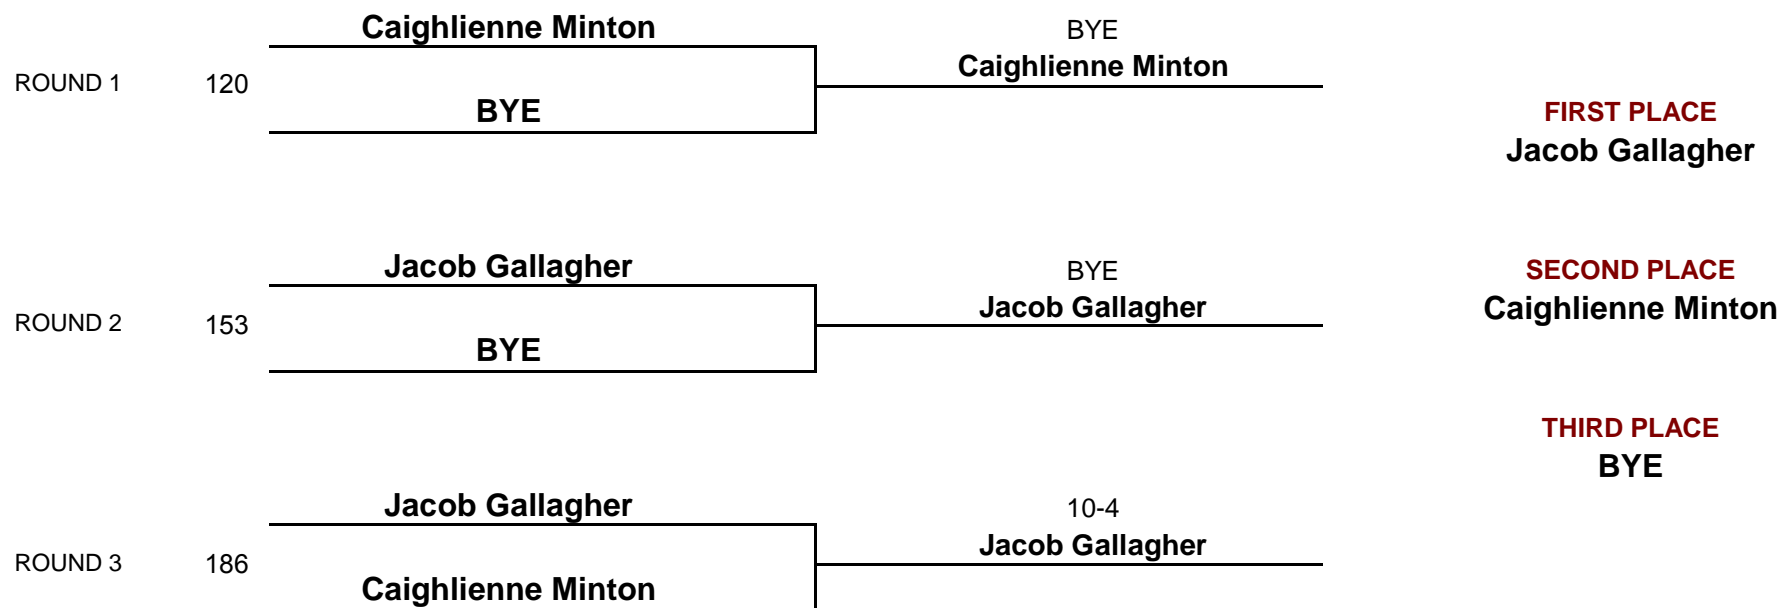 Caighlienne Minton
BYE
Caighlienne Minton
ROUND 1
120
BYE
FIRST PLACE
Jacob Gallagher
Jacob Gallagher
BYE
Jacob Gallagher
SECOND PLACE
Caighlienne Minton
ROUND 2
153
BYE
THIRD PLACE
BYE
Jacob Gallagher
10-4
Jacob Gallagher
ROUND 3
186
Caighlienne Minton